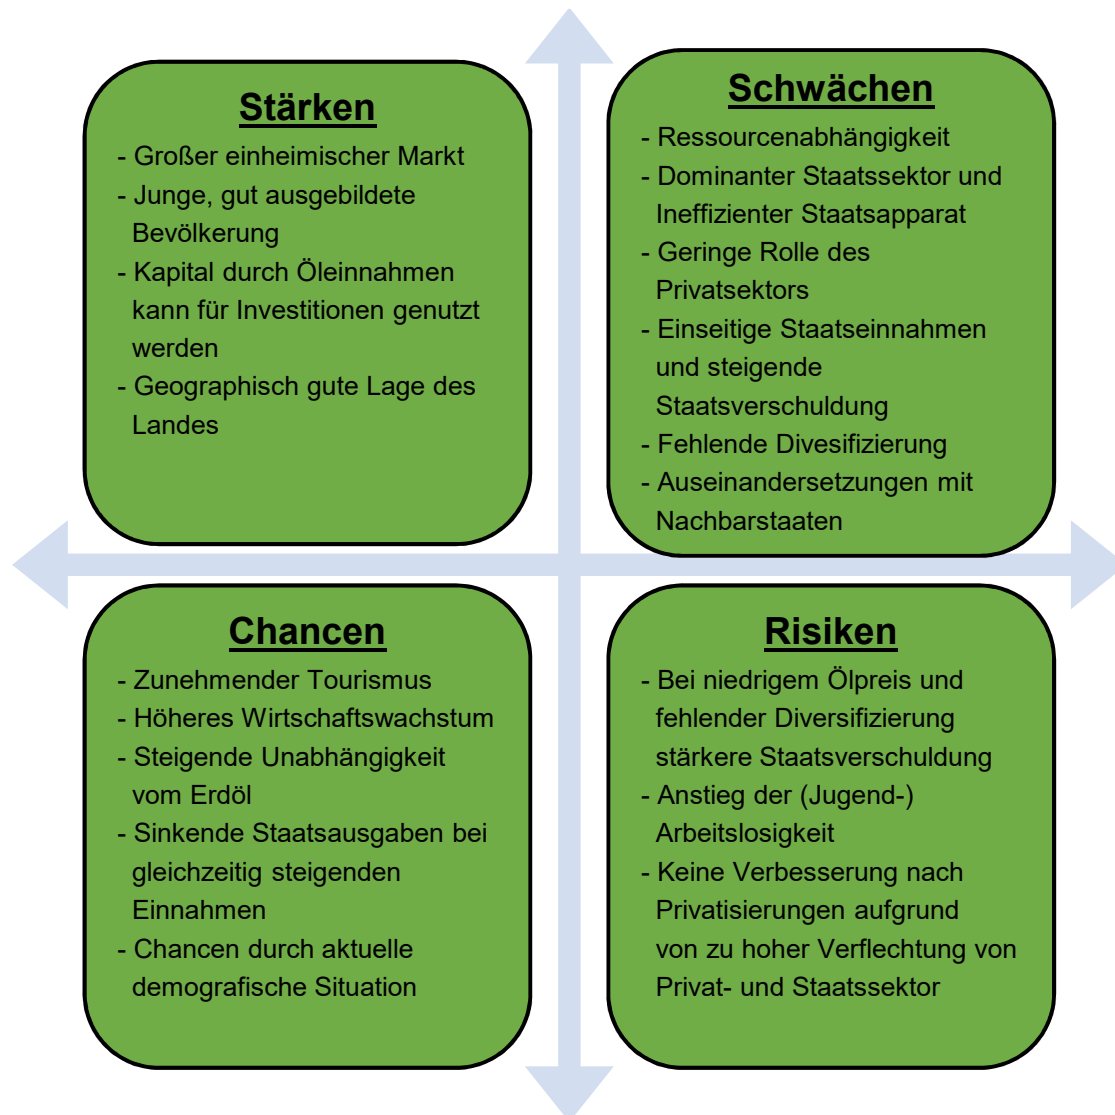 Stärken
- Großer einheimischer Markt
- Junge, gut ausgebildete
Bevölkerung
- Kapital durch Öleinnahmen
kann für Investitionen genutzt
werden
- Geographisch gute Lage des
Landes
Schwächen
- Ressourcenabhängigkeit
- Dominanter Staatssektor und
Ineffizienter Staatsapparat
- Geringe Rolle des
Privatsektors
- Einseitige Staatseinnahmen
und steigende
Staatsverschuldung
- Fehlende Divesifizierung
- Auseinandersetzungen mit
Nachbarstaaten
Chancen
- Zunehmender Tourismus
- Höheres Wirtschaftswachstum
- Steigende Unabhängigkeit
vom Erdöl
- Sinkende Staatsausgaben bei
gleichzeitig steigenden
Einnahmen
- Chancen durch aktuelle
demografische Situation
Risiken
- Bei niedrigem Ölpreis und
fehlender Diversifizierung
stärkere Staatsverschuldung
- Anstieg der (Jugend-)
Arbeitslosigkeit
- Keine Verbesserung nach
Privatisierungen aufgrund
von zu hoher Verflechtung von
Privat- und Staatssektor